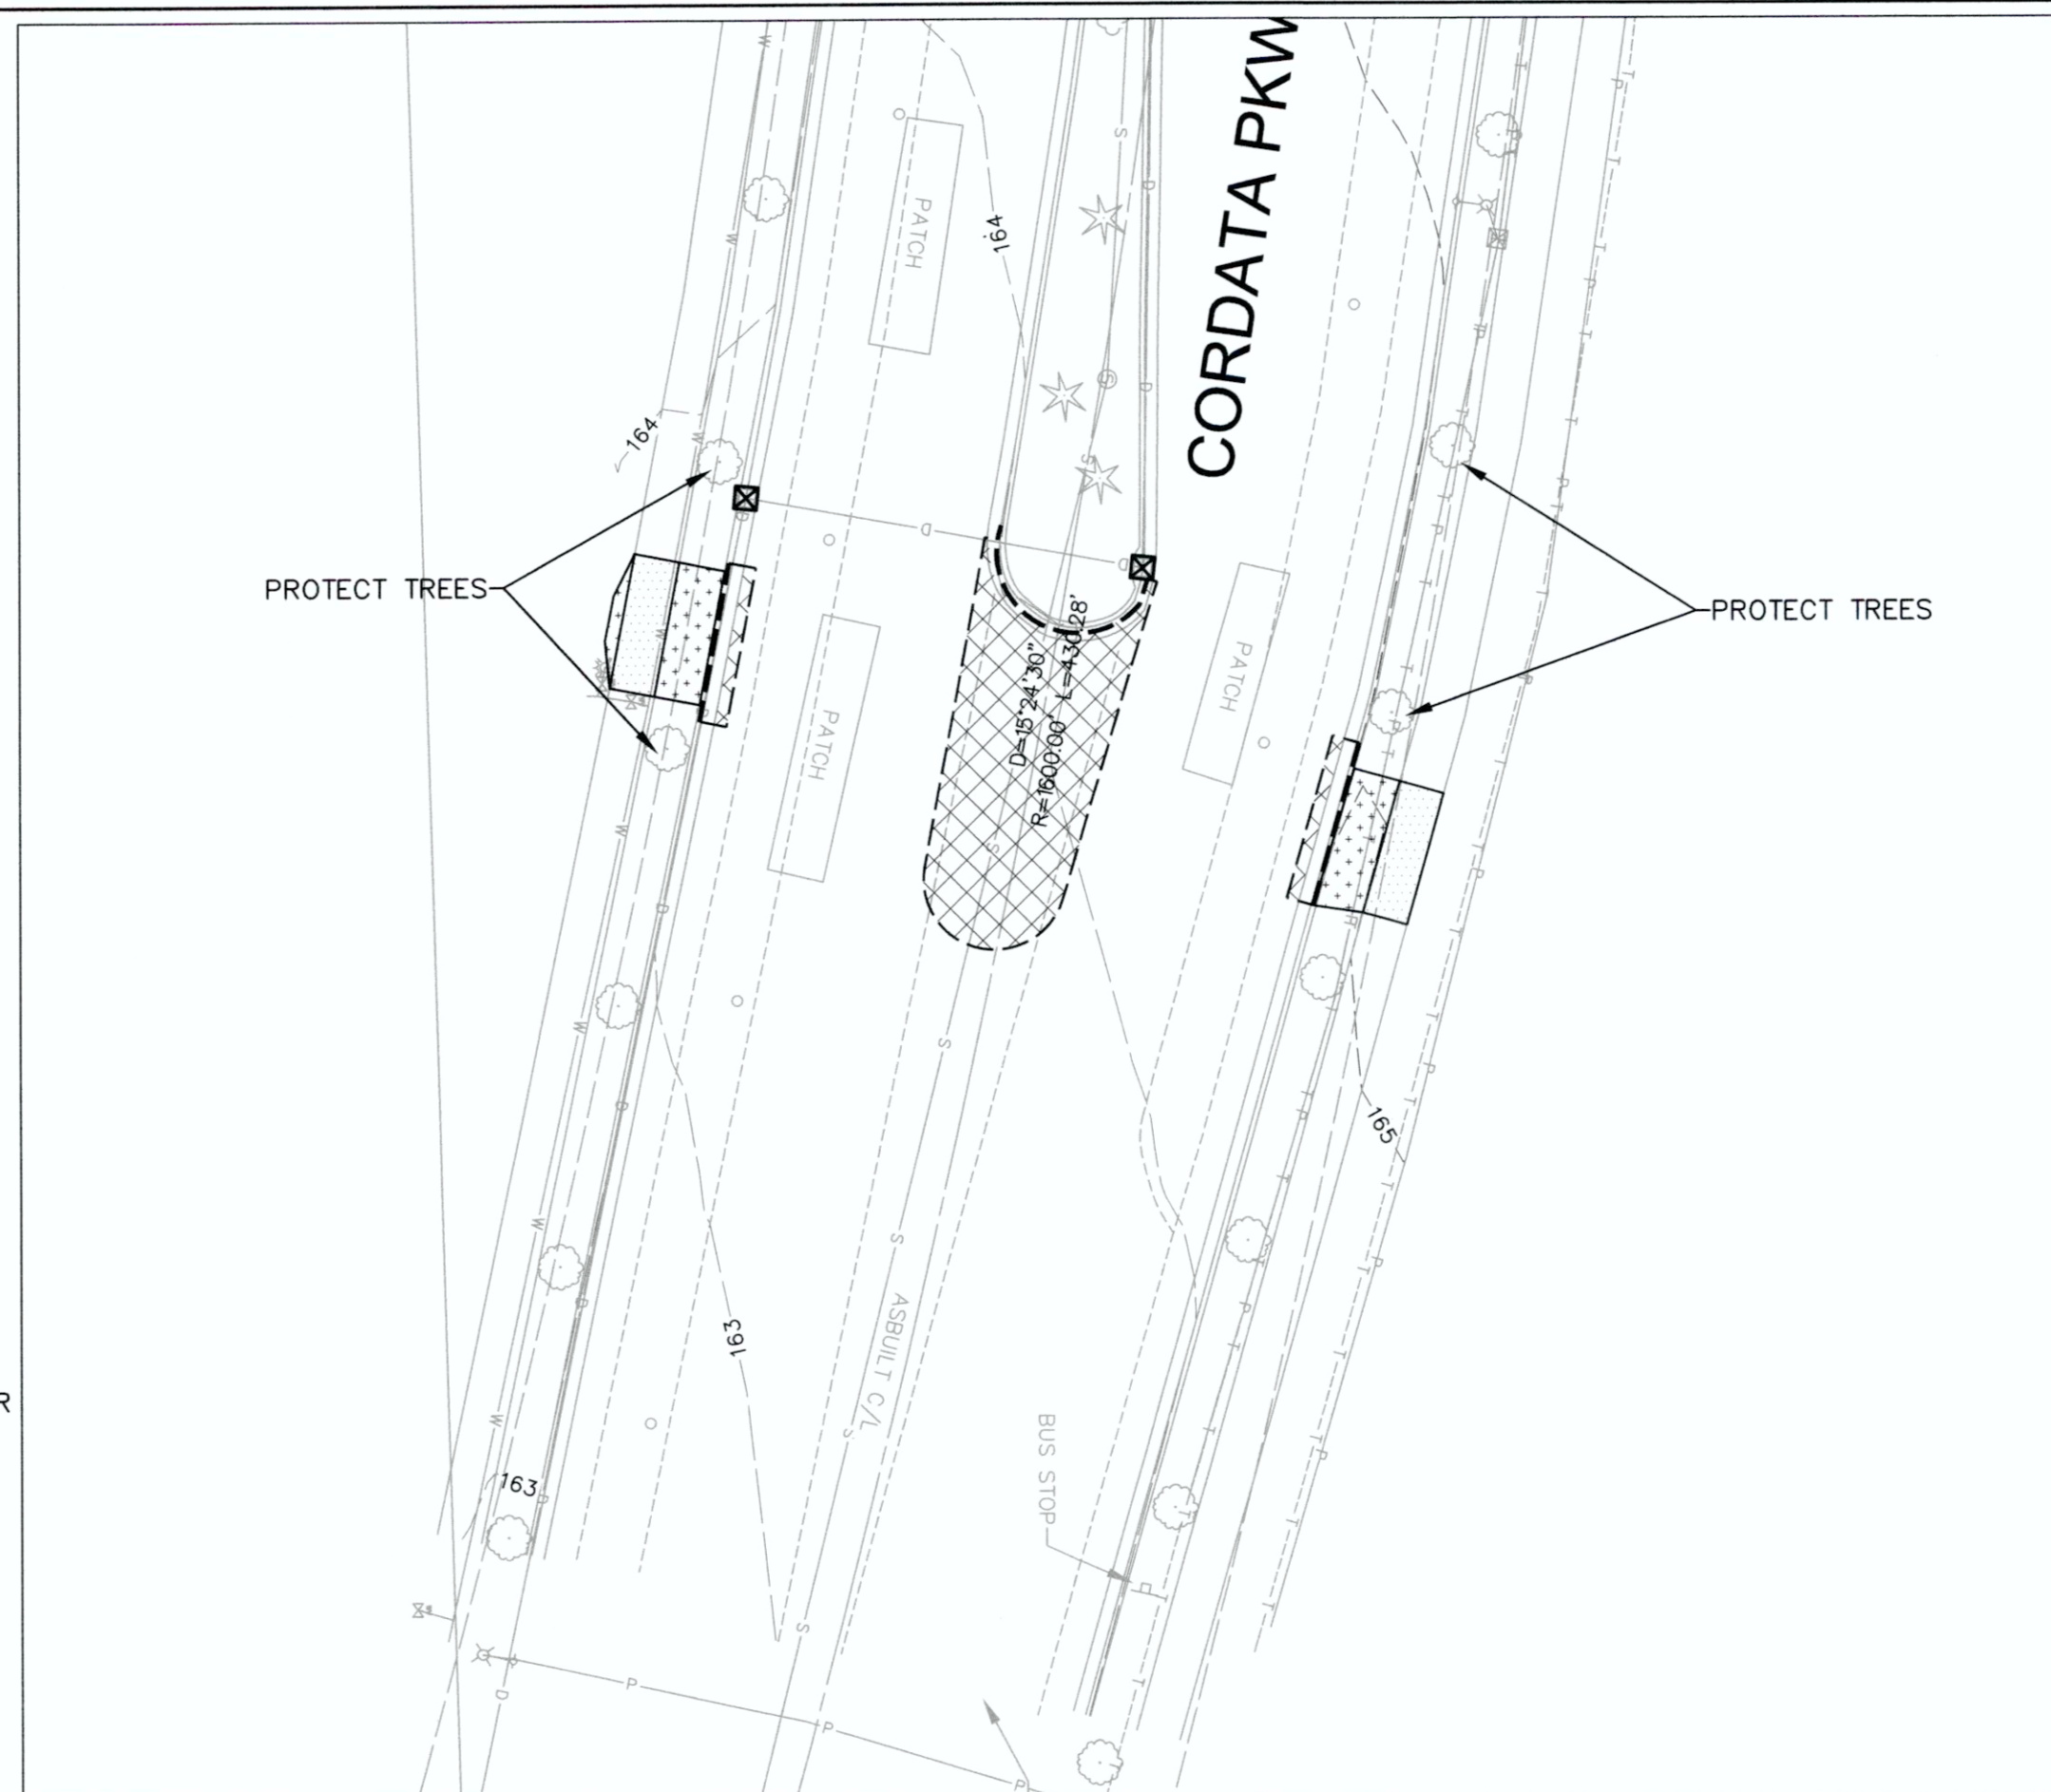 CORDATA PKW
PATCH
164
164
PROTECT TREES
PROTECT TREES
D=15°24'30"
R=1600.00' L=430.28'
PATCH
PATCH
165
163
ASBUILT C/L
BUS STOP
163
R
W
W
W
W
W
W
W
W
S
S
S
S
S
S
S
D
D
D
D
D
D
D
D
D
P
P
P
T
T
T
T
P
P
P